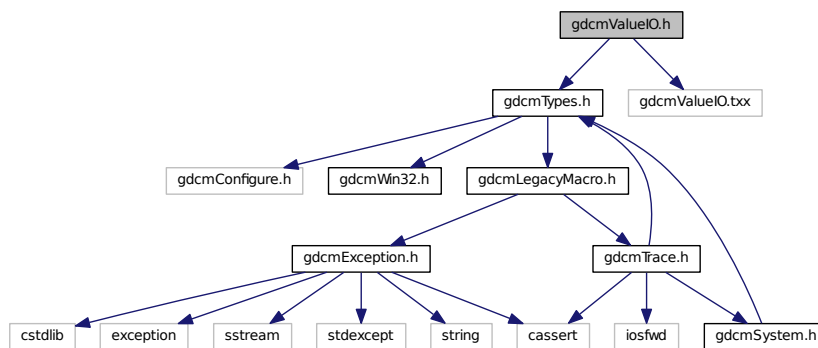 gdcmValueIO.h
gdcmTypes.h
gdcmValueIO.txx
gdcmConfigure.h
gdcmWin32.h
gdcmLegacyMacro.h
gdcmException.h
gdcmTrace.h
cstdlib
exception
sstream
stdexcept
string
cassert
iosfwd
gdcmSystem.h